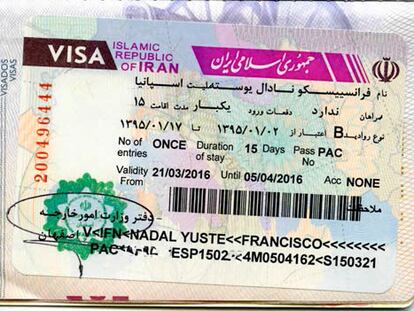 VISADOS
VISAS
VISA ISLAMIC REPUBLIC OF IRAN جمهوری اسلامی ایران
نام فرانسیسکو نادال یوسته ملیت اسپانیا
همراهان ندارد دفعات ورود یکبار مدت اقامت ۱۵
نوع روادید B اعتبار از ۱۳۹۵/۰۱/۰۲ تا ۱۳۹۵/۰۱/۱۷
No of entries ONCE Duration of stay 15 Days Pass PAC
Validity From 21/03/2016 Until 05/04/2016 Acc NONE
200496444
ملاحظات
دفتر وزارت امور خارجه
اصفهان
V<IFN<NADAL YUSTE<<FRANCISCO<<<<<<<<
ESP1502 <4M0504162<S150321